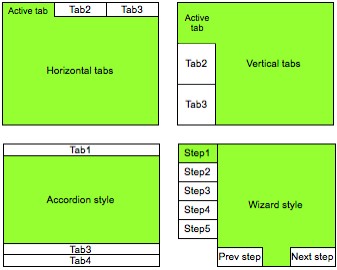 Active tab
Tab2
Tab3
Horizontal tabs
Active
tab
Tab2
Tab3
Vertical tabs
Tab1
Accordion style
Tab3
Tab4
Step1
Step2
Step3
Step4
Step5
Wizard style
Prev step
Next step